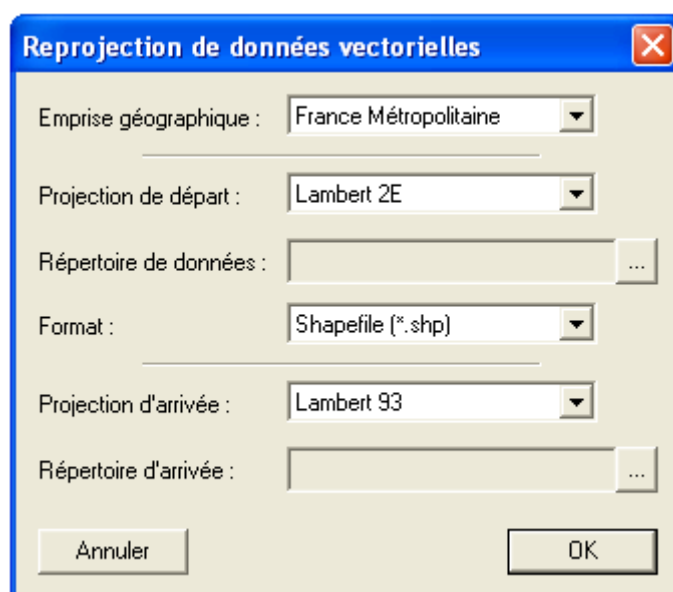 Reprojection de données vectorielles
Emprise géographique : France Métropolitaine
Projection de départ : Lambert 2E
Répertoire de données : ...
Format : Shapefile (*.shp)
Projection d'arrivée : Lambert 93
Répertoire d'arrivée : ...
Annuler OK